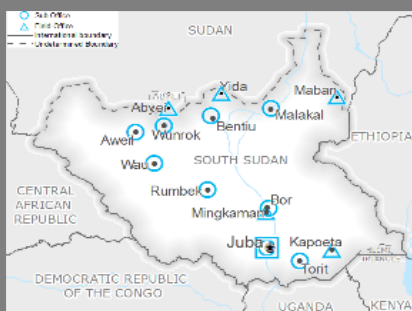 Sub Office
Field Office
International boundary
Undetermined Boundary
SUDAN
Yida
Maban
Abyei
Malakal
Wunrok
Bentiu
Aweil
ETHIOPIA
Wau
SOUTH SUDAN
Rumbek
CENTRAL
AFRICAN
REPUBLIC
Bor
Mingkaman
Juba
Kapoeta
Torit
DEMOCRATIC REPUBLIC
OF THE CONGO
UGANDA
KENYA